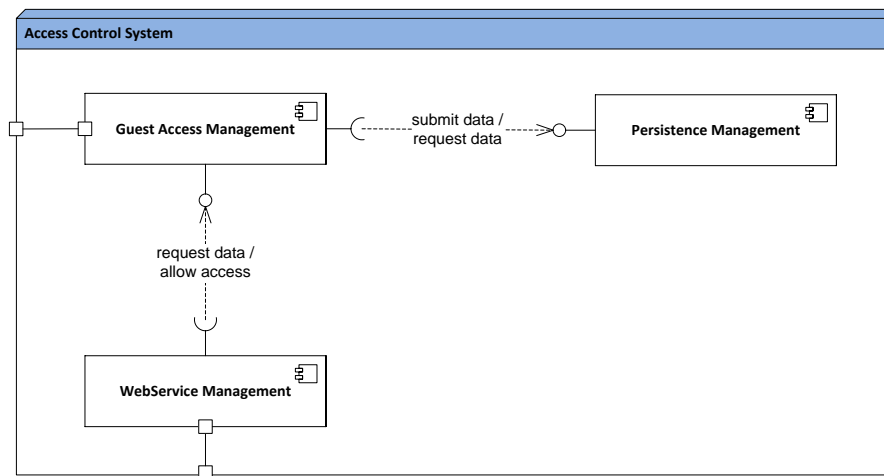 Access Control System
Guest Access Management
submit data /
request data
Persistence Management
request data /
allow access
WebService Management